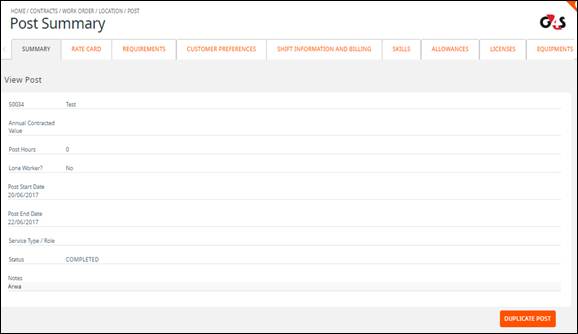 HOME / CONTRACTS / WORK ORDER / LOCATION / POST
Post Summary
G4S
SUMMARY RATE CARD REQUIREMENTS CUSTOMER PREFERENCES SHIFT INFORMATION AND BILLING SKILLS ALLOWANCES LICENSES EQUIPMENTS
View Post
50034 Test
Annual Contracted
Value
Post Hours 0
Lone Worker? No
Post Start Date
20/06/2017
Post End Date
22/06/2017
Service Type / Role
Status COMPLETED
Notes
Arwa
DUPLICATE POST